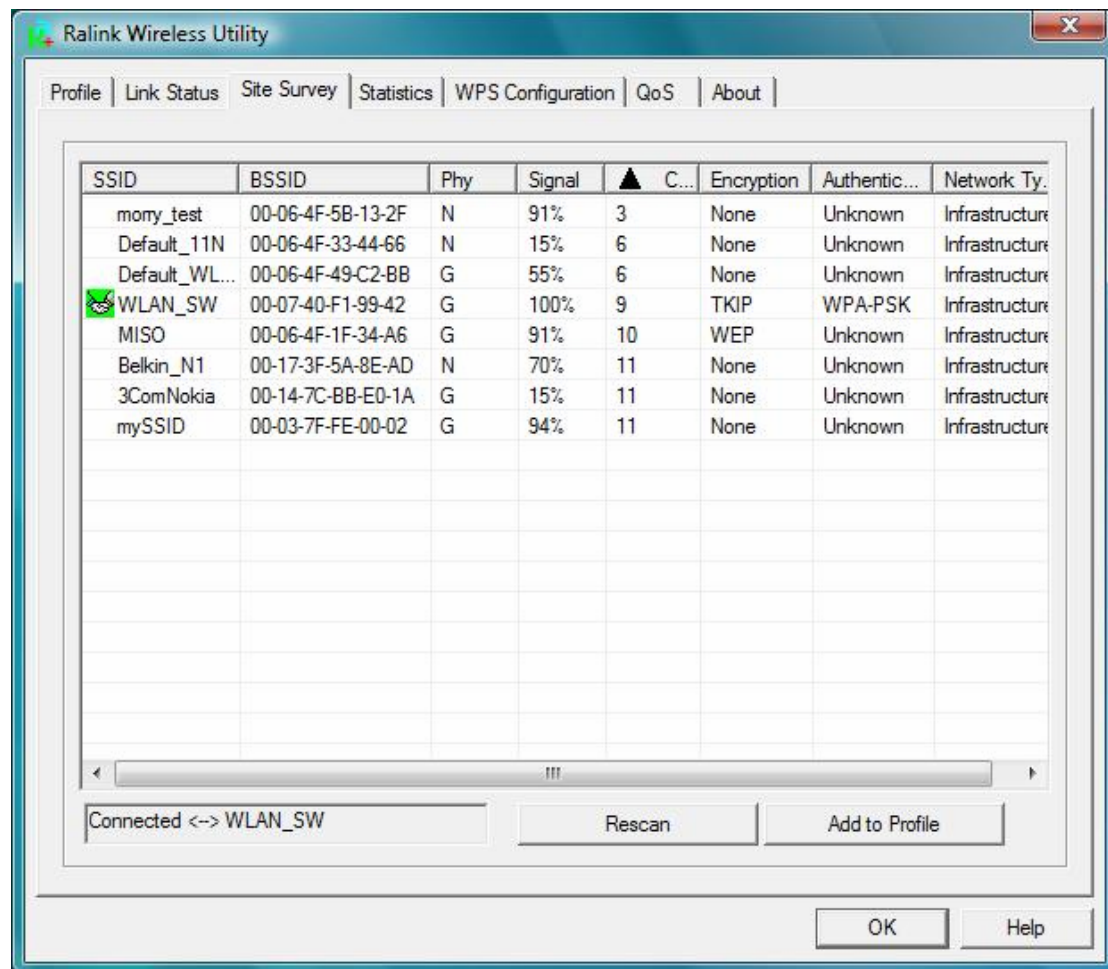 Ralink Wireless Utility
Profile Link Status Site Survey Statistics WPS Configuration QoS About
SSID BSSID Phy Signal ▲ C... Encryption Authentic... Network Ty.
morry_test 00-06-4F-5B-13-2F N 91% 3 None Unknown Infrastructure
Default_11N 00-06-4F-33-44-66 N 15% 6 None Unknown Infrastructure
Default_WL... 00-06-4F-49-C2-BB G 55% 6 None Unknown Infrastructure
WLAN_SW 00-07-40-F1-99-42 G 100% 9 TKIP WPA-PSK Infrastructure
MISO 00-06-4F-1F-34-A6 G 91% 10 WEP Unknown Infrastructure
Belkin_N1 00-17-3F-5A-8E-AD N 70% 11 None Unknown Infrastructure
3ComNokia 00-14-7C-BB-E0-1A G 15% 11 None Unknown Infrastructure
mySSID 00-03-7F-FE-00-02 G 94% 11 None Unknown Infrastructure
Connected <--> WLAN_SW Rescan Add to Profile
OK Help